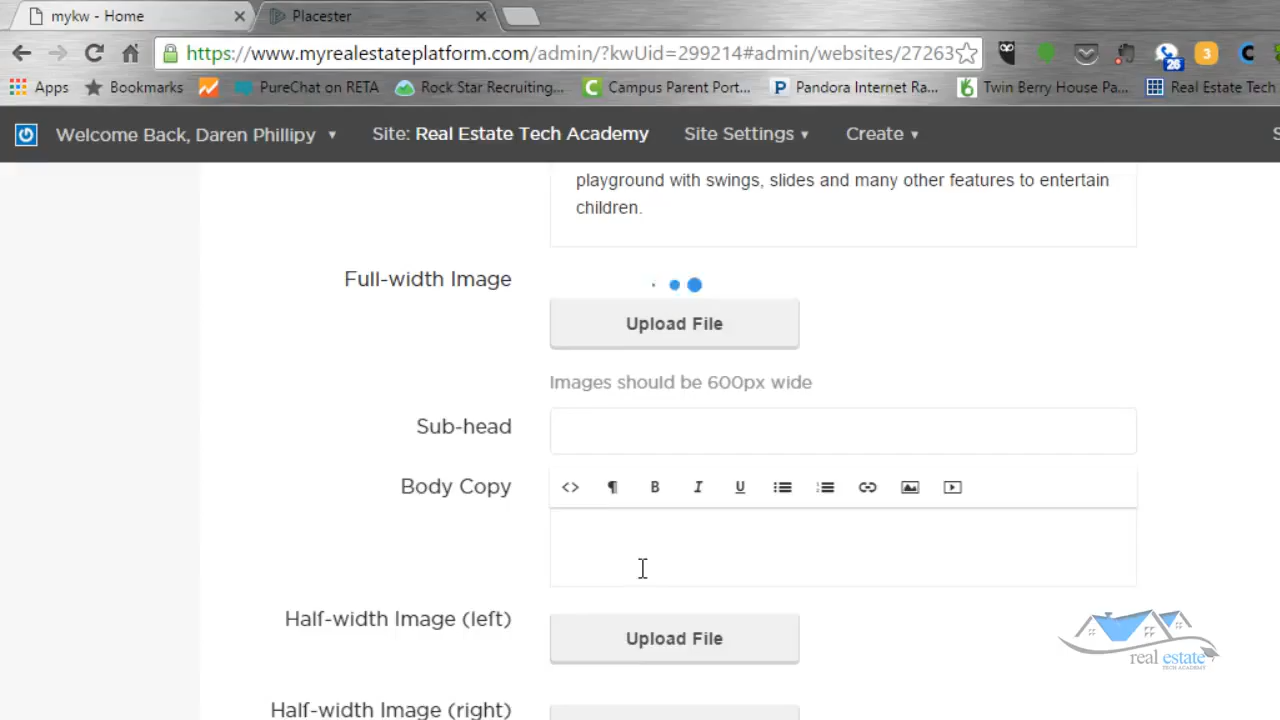 mykw - Home
Placester
https://www.myrealestateplatform.com/admin/?kwUid=299214#admin/websites/27263
26
3
Apps
Bookmarks
PureChat on RETA
Rock Star Recruiting...
Campus Parent Port...
Pandora Internet Ra...
Twin Berry House Pa...
Real Estate Tech
Welcome Back, Daren Phillipy
Site: Real Estate Tech Academy
Site Settings
Create
S
playground with swings, slides and many other features to entertain
children.
Full-width Image
Upload File
Images should be 600px wide
Sub-head
Body Copy
B I U
Half-width Image (left)
Upload File
real estate
TECH ACADEMY
Half-width Image (right)